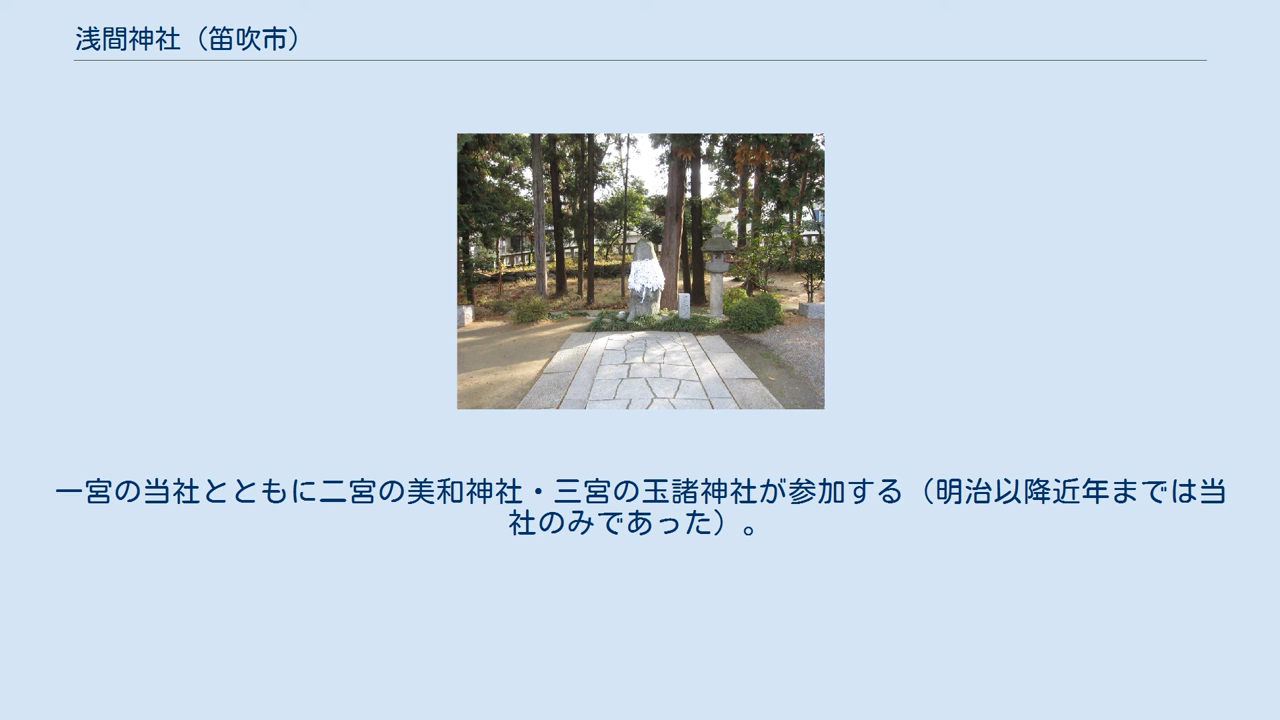 浅間神社（笛吹市）
一宮の当社とともに二宮の美和神社・三宮の玉諸神社が参加する（明治以降近年までは当
社のみであった）。